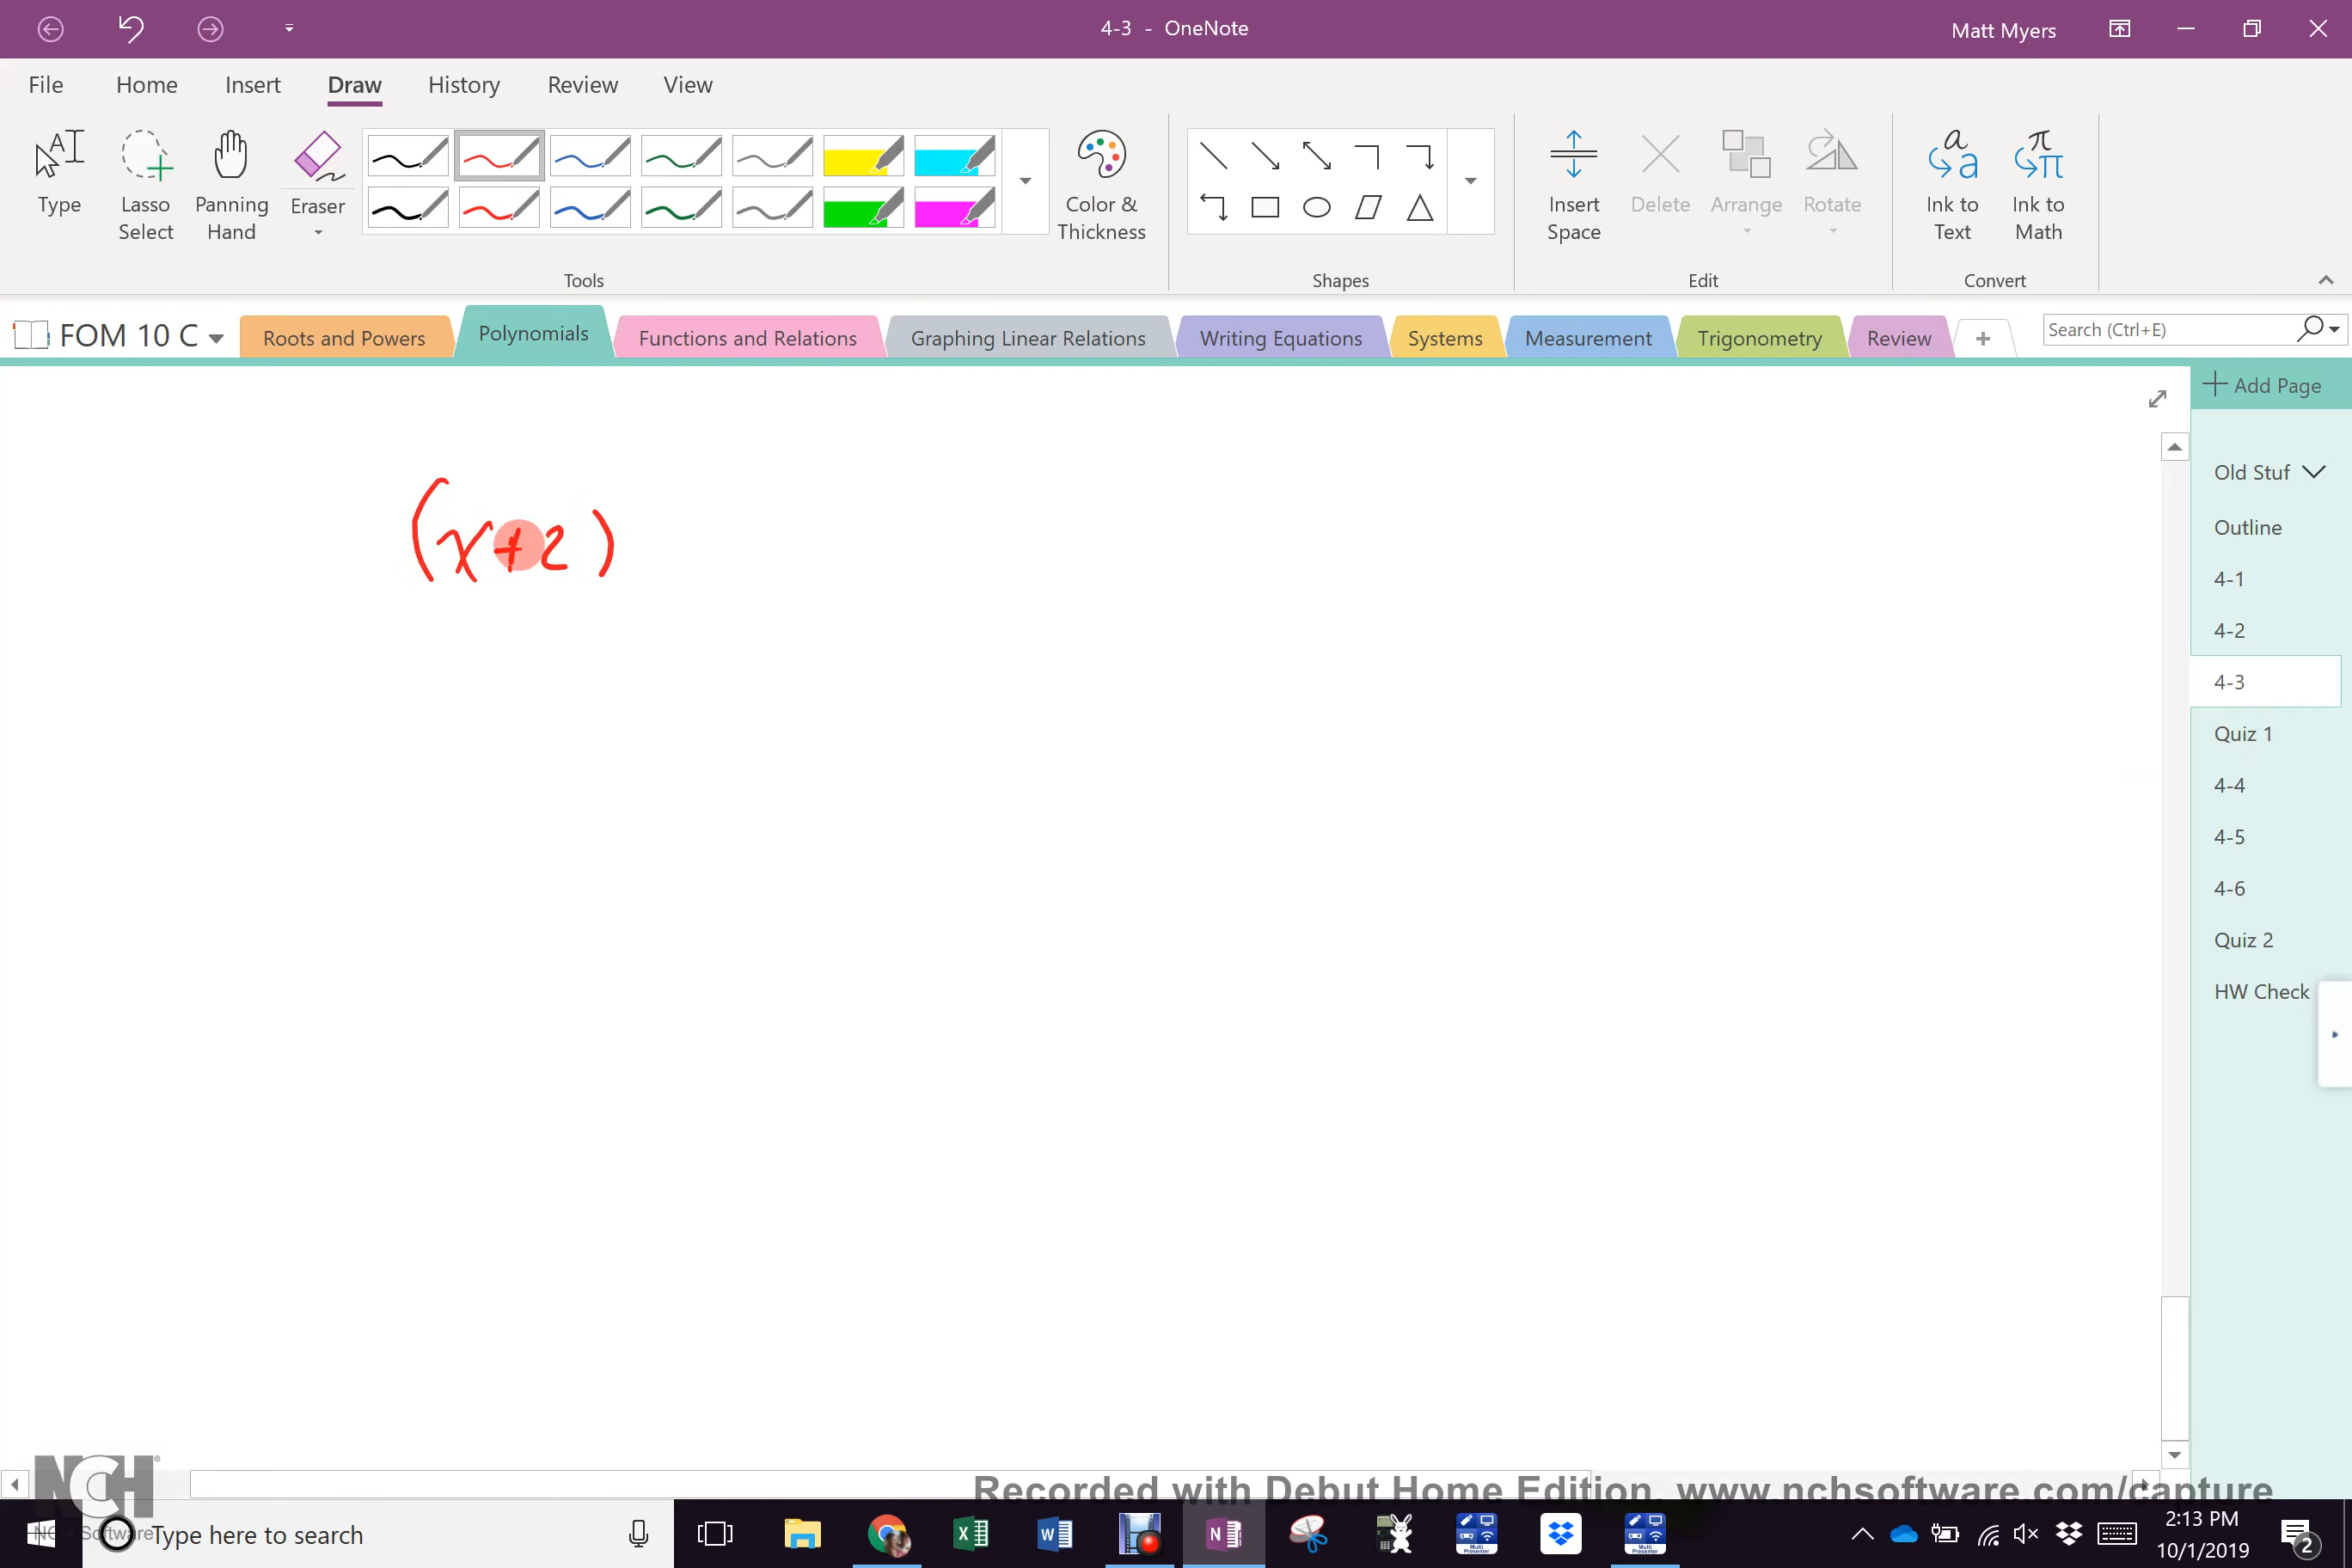 4-3 - OneNote
Matt Myers
File Home Insert Draw History Review View
Type
Lasso Select
Panning Hand
Eraser
Color & Thickness
Insert Space
Delete
Arrange
Rotate
Ink to Text
Ink to Math
Tools
Shapes
Edit
Convert
FOM 10 C
Roots and Powers
Polynomials
Functions and Relations
Graphing Linear Relations
Writing Equations
Systems
Measurement
Trigonometry
Review
Search (Ctrl+E)
Add Page
(x+2)
Old Stuf
Outline
4-1
4-2
4-3
Quiz 1
4-4
4-5
4-6
Quiz 2
HW Check
NCH
NCH Software
Recorded with Debut Home Edition. www.nchsoftware.com/capture
Type here to search
2:13 PM
10/1/2019
2